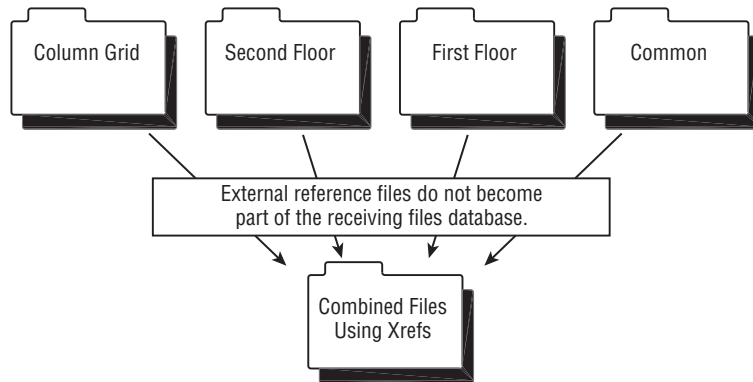 Column Grid
Second Floor
First Floor
Common
External reference files do not become
part of the receiving files database.
Combined Files
Using Xrefs